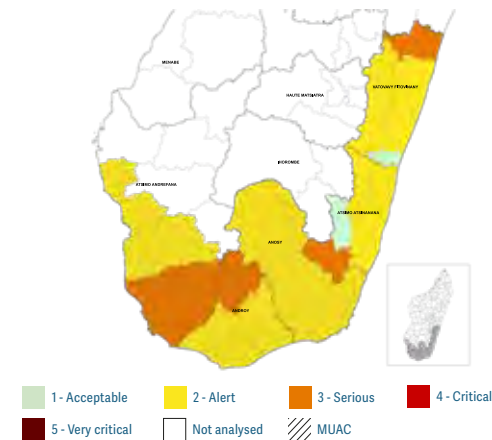 MENABE
HAUTE MATSIATRA
VATOVAVY FITOVINANY
IHOROMBE
ATSIMO ANDREFANA
ATSIMO ATSINANANA
ANOSY
ANDROY
1 - Acceptable
2 - Alert
3 - Serious
4 - Critical
5 - Very critical
Not analysed
MUAC